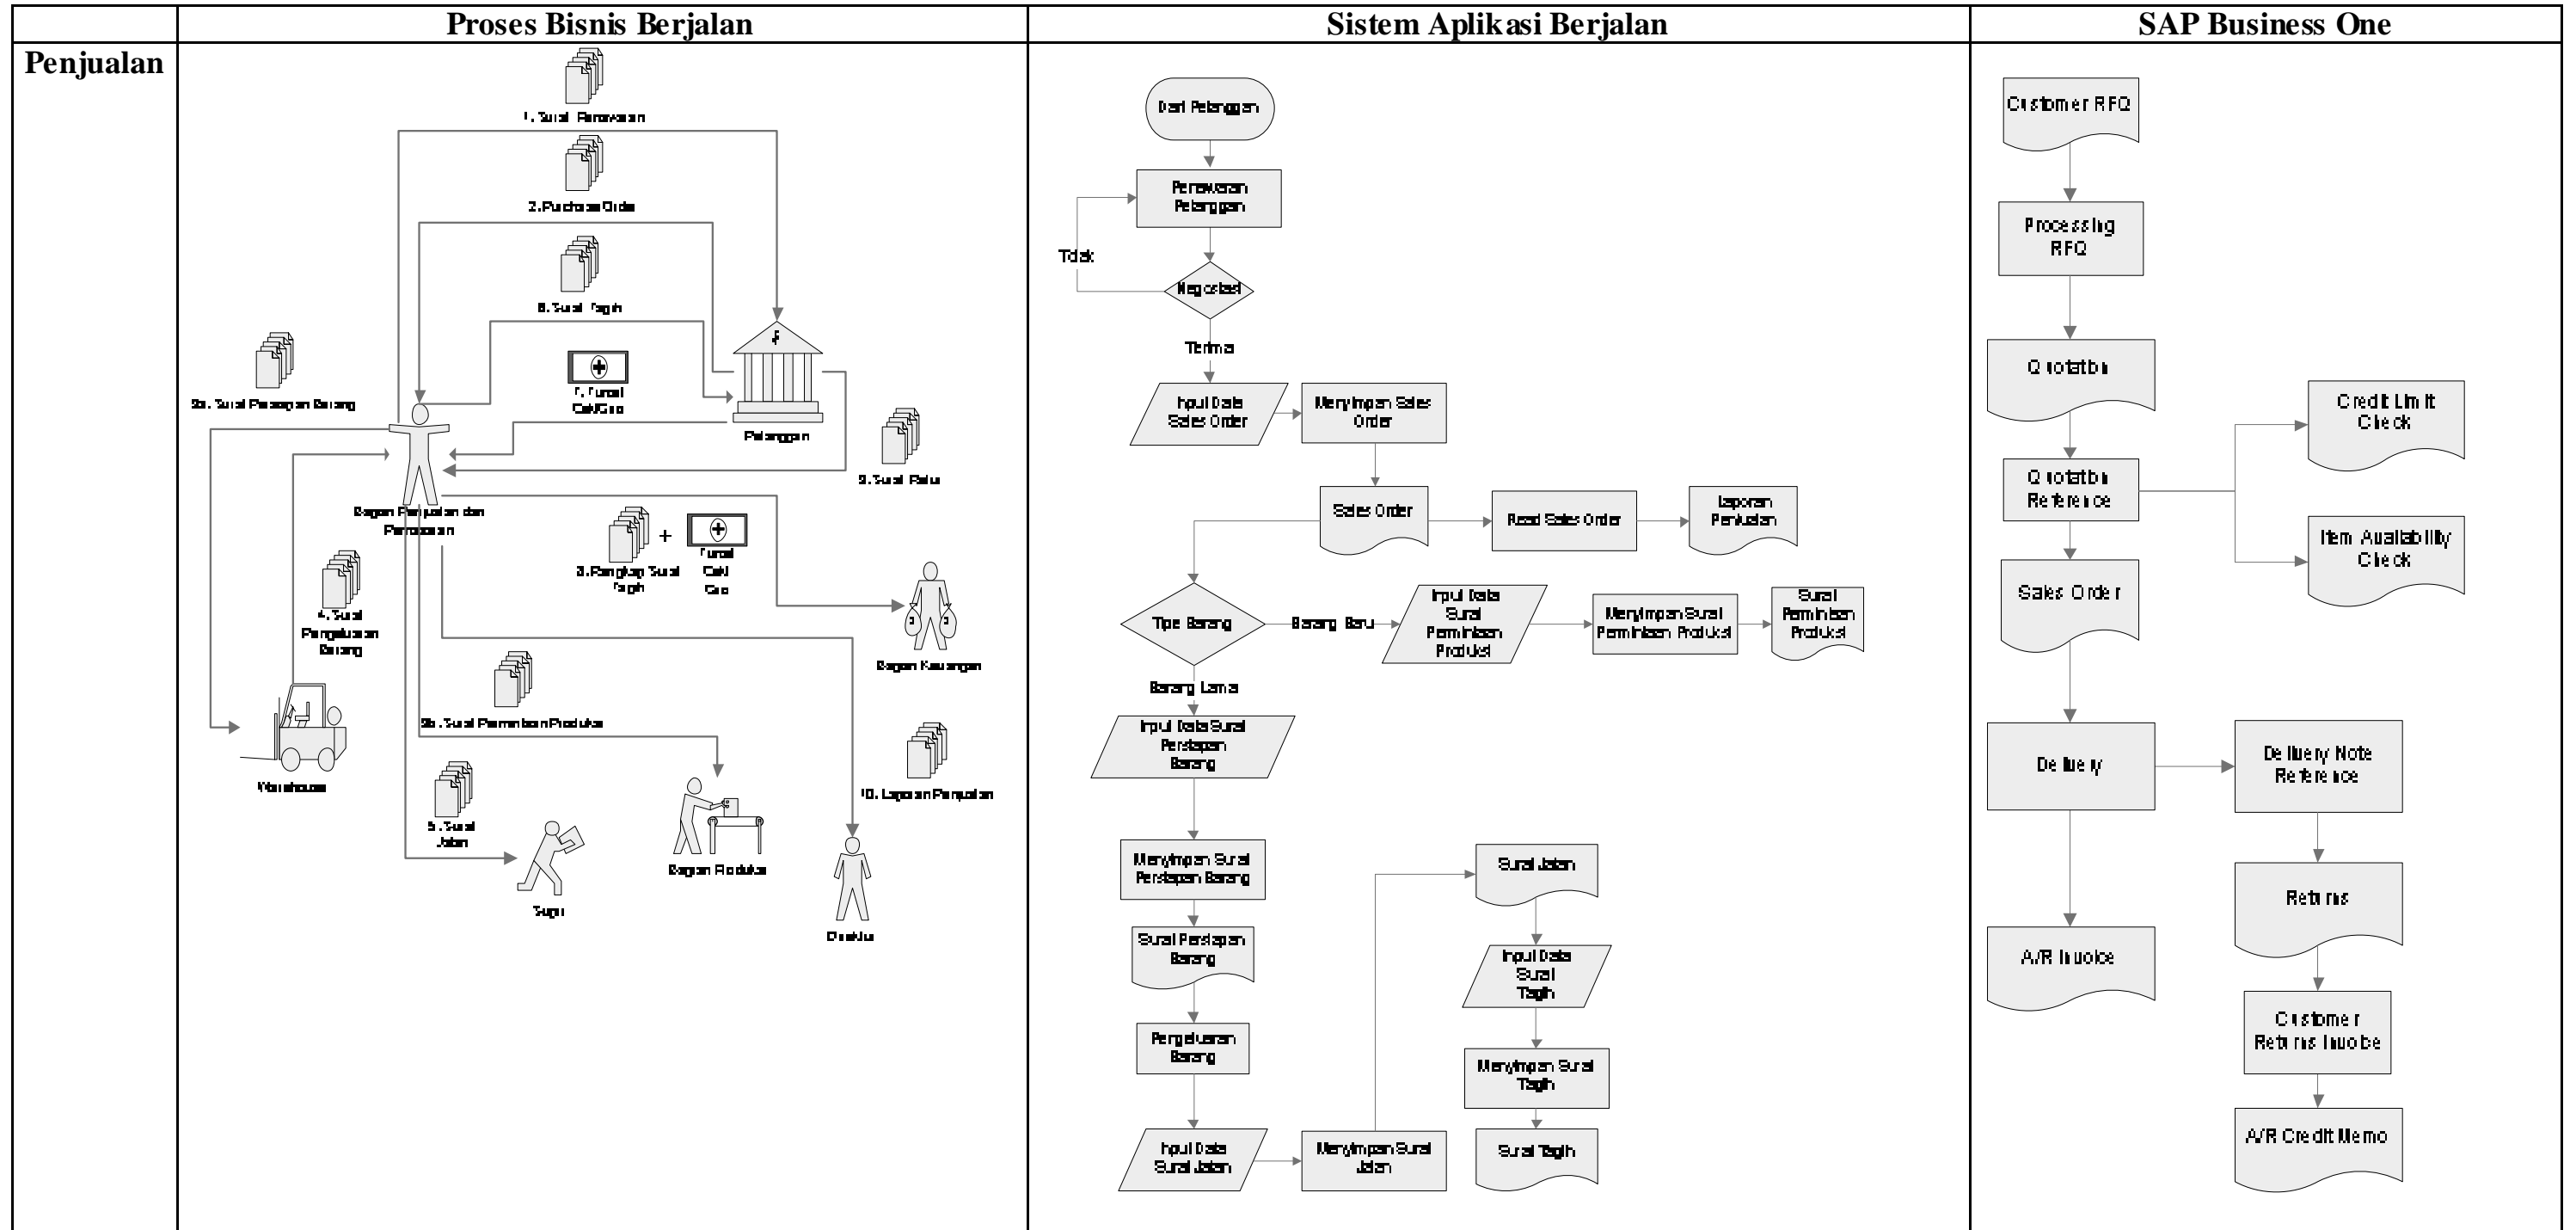 Proses Bisnis Berjalan
Sistem Aplikasi Berjalan
SAP Business One
Penjualan
1. Surat Penawaran
2. Purchase Order
6. Surat Tagih
7. Tunai/
Cek/Giro
Pelanggan
3a. Surat Persiapan Barang
9. Surat Retur
Bagian Penjualan dan
Pemasaran
4. Surat
Pengeluaran
Barang
8. Rangkap Surat
Tagih
+
Tunai/
Cek/
Giro
Bagian Keuangan
3b. Surat Permintaan Produksi
Warehouse
5. Surat
Jalan
Bagian Produksi
10. Laporan Penjualan
Supir
Direktur
Dari Pelanggan
Penawaran
Pelanggan
Tidak
Negosiasi
Terima
Input Data
Sales Order
Menyimpan Sales
Order
Sales Order
Read Sales Order
Laporan
Penjualan
Tipe Barang
Barang Baru
Input Data
Surat
Permintaan
Produksi
Menyimpan Surat
Permintaan Produksi
Surat
Permintaan
Produksi
Barang Lama
Input Data Surat
Persiapan
Barang
Menyimpan Surat
Persiapan Barang
Surat Persiapan
Barang
Pengeluaran
Barang
Input Data
Surat Jalan
Menyimpan Surat
Jalan
Surat Jalan
Input Data
Surat
Tagih
Menyimpan Surat
Tagih
Surat Tagih
Customer RFQ
Processing
RFQ
Quotation
Quotation
Reference
Credit Limit
Check
Item Availability
Check
Sales Order
Delivery
Delivery Note
Reference
Returns
A/R Invoice
Customer
Returns Invoice
A/R Credit Memo